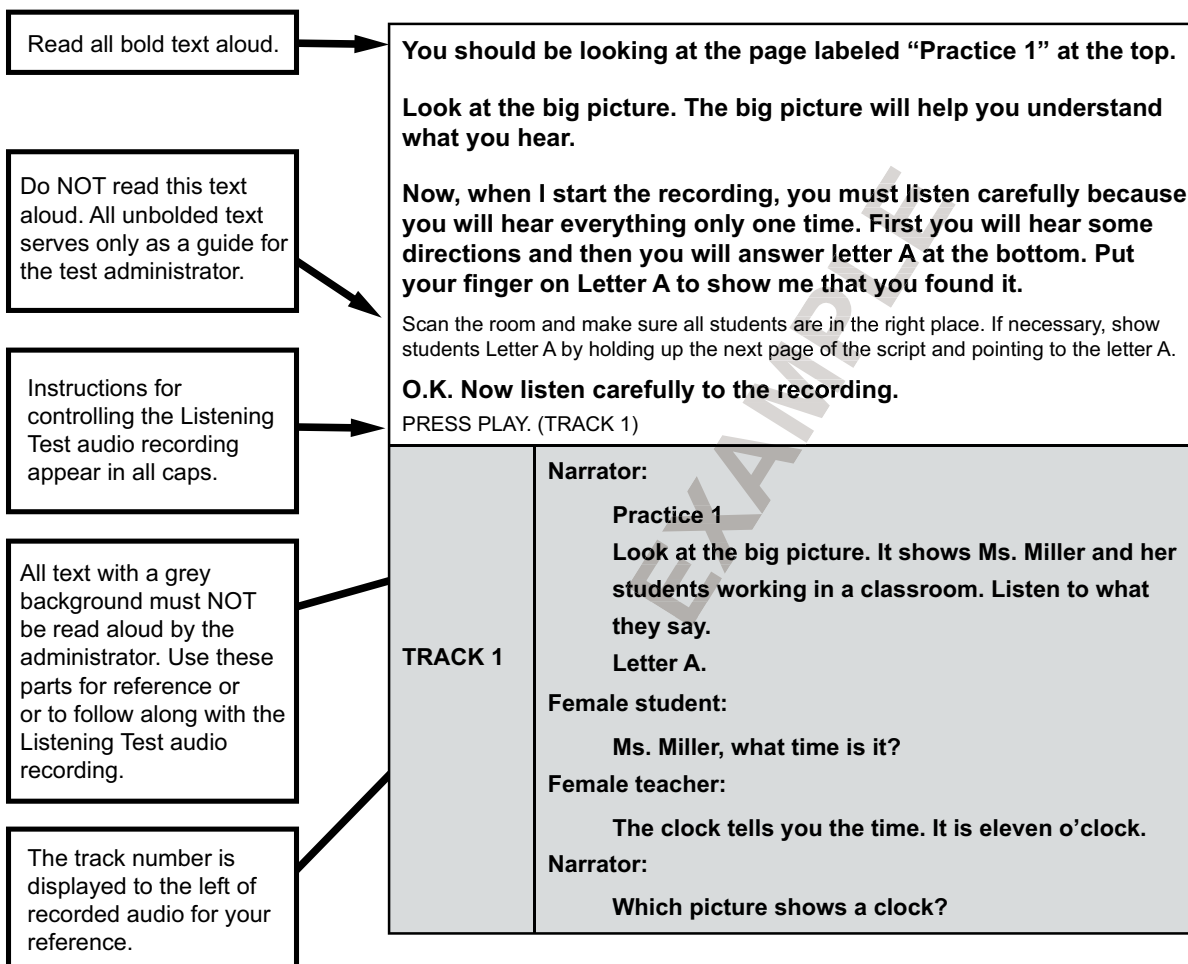 Read all bold text aloud.
Do NOT read this text
aloud. All unbolded text
serves only as a guide for
the test administrator.
Instructions for
controlling the Listening
Test audio recording
appear in all caps.
All text with a grey
background must NOT
be read aloud by the
administrator. Use these
parts for reference or
or to follow along with the
Listening Test audio
recording.
The track number is
displayed to the left of
recorded audio for your
reference.
You should be looking at the page labeled “Practice 1” at the top.
Look at the big picture. The big picture will help you understand
what you hear.
Now, when I start the recording, you must listen carefully because
you will hear everything only one time. First you will hear some
directions and then you will answer letter A at the bottom. Put
your finger on Letter A to show me that you found it.
Scan the room and make sure all students are in the right place. If necessary, show
students Letter A by holding up the next page of the script and pointing to the letter A.
O.K. Now listen carefully to the recording.
PRESS PLAY. (TRACK 1)
TRACK 1
Narrator:
Practice 1
Look at the big picture. It shows Ms. Miller and her
students working in a classroom. Listen to what
they say.
Letter A.
Female student:
Ms. Miller, what time is it?
Female teacher:
The clock tells you the time. It is eleven o’clock.
Narrator:
Which picture shows a clock?
EXAMPLE